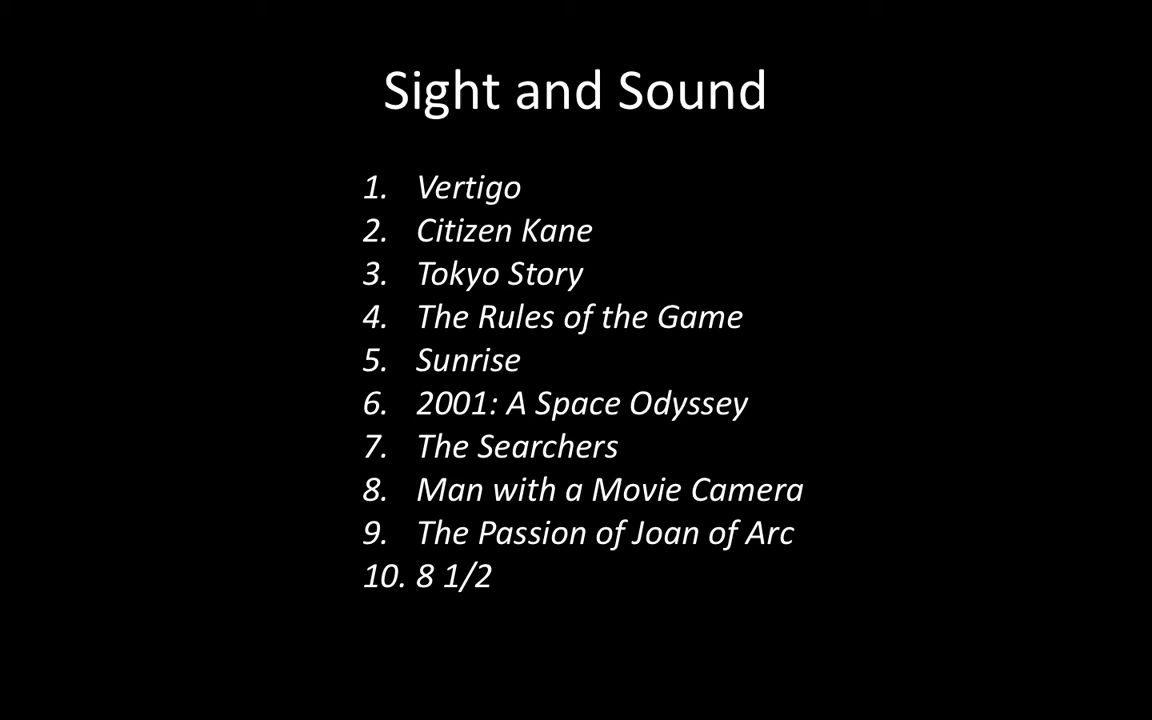 Sight and Sound
1. Vertigo
2. Citizen Kane
3. Tokyo Story
4. The Rules of the Game
5. Sunrise
6. 2001: A Space Odyssey
7. The Searchers
8. Man with a Movie Camera
9. The Passion of Joan of Arc
10. 8 1/2